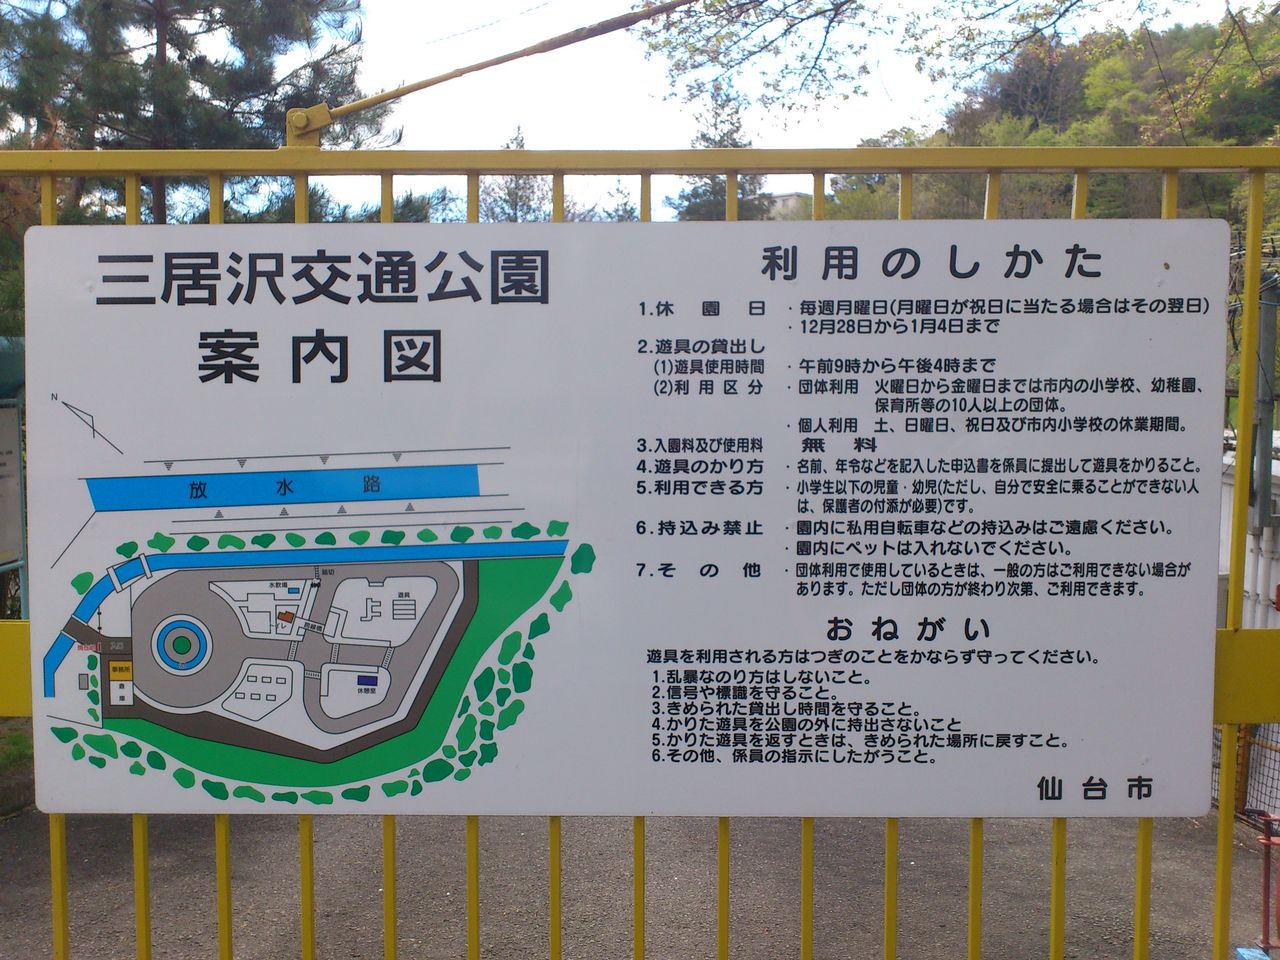 三居沢交通公園
案内図
N
放水路
踏切
水飲場
遊具
トイレ
入口
事務所
倉庫
休憩室
利用のしかた
1.休園日 ・毎週月曜日(月曜日が祝日に当たる場合はその翌日)
・12月28日から1月4日まで
2.遊具の貸出し
(1)遊具使用時間 ・午前9時から午後4時まで
(2)利用区分 ・団体利用 火曜日から金曜日までは市内の小学校、幼稚園、
保育所等の10人以上の団体。
・個人利用 土、日曜日、祝日及び市内小学校の休業期間。
3.入園料及び使用料 無料
4.遊具のかり方 ・名前、年令などを記入した申込書を係員に提出して遊具をかりること。
5.利用できる方 ・小学生以下の児童・幼児(ただし、自分で安全に乗ることができない人
は、保護者の付添が必要)です。
6.持込み禁止 ・園内に私用自転車などの持込みはご遠慮ください。
・園内にペットは入れないでください。
7.その他 ・団体利用で使用しているときは、一般の方はご利用できない場合が
あります。ただし団体の方が終わり次第、ご利用できます。
おねがい
遊具を利用される方はつぎのことをかならず守ってください。
1.乱暴なのり方はしないこと。
2.信号や標識を守ること。
3.きめられた貸出し時間を守ること。
4.かりた遊具を公園の外に持出さないこと
5.かりた遊具を返すときは、きめられた場所に戻すこと。
6.その他、係員の指示にしたがうこと。
仙台市